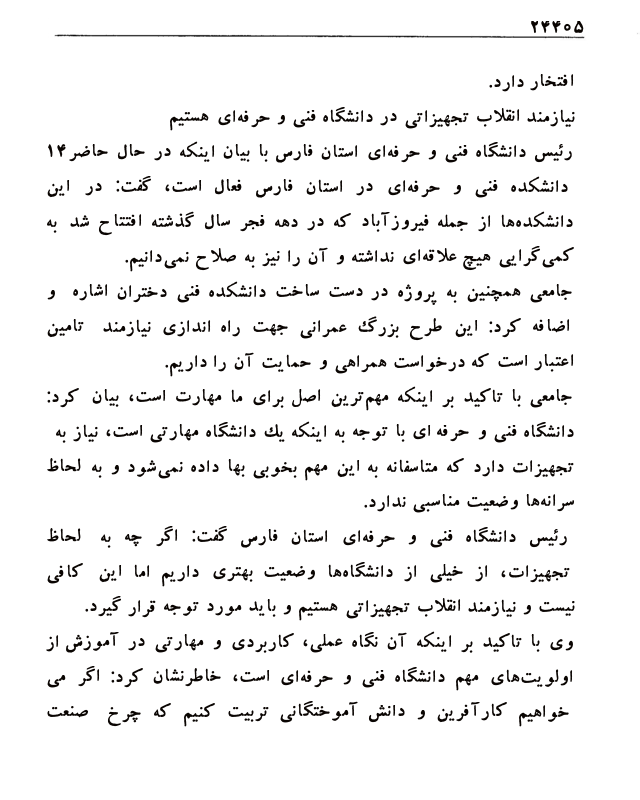 ۲۴۴۰۵
افتخار دارد.
نیازمند انقلاب تجهیزاتی در دانشگاه فنی و حرفه‌ای هستیم
رئیس دانشگاه فنی و حرفه‌ای استان فارس با بیان اینکه در حال حاضر۱۴
دانشکده فنی و حرفه‌ای در استان فارس فعال است، گفت: در این
دانشکده‌ها از جمله فیروزآباد که در دهه فجر سال گذشته افتتاح شد به
کمی‌گرایی هیچ علاقه‌ای نداشته و آن را نیز به صلاح نمی‌دانیم.
جامعی همچنین به پروژه در دست ساخت دانشکده فنی دختران اشاره و
اضافه کرد: این طرح بزرگ عمرانی جهت راه اندازی نیازمند تامین
اعتبار است که درخواست همراهی و حمایت آن را داریم.
جامعی با تاکید بر اینکه مهم‌ترین اصل برای ما مهارت است، بیان کرد:
دانشگاه فنی و حرفه ای با توجه به اینکه یك دانشگاه مهارتی است، نیاز به
تجهیزات دارد که متاسفانه به این مهم بخوبی بها داده نمی‌شود و به لحاظ
سرانه‌ها وضعیت مناسبی ندارد.
رئیس دانشگاه فنی و حرفه‌ای استان فارس گفت: اگر چه به لحاظ
تجهیزات، از خیلی از دانشگاه‌ها وضعیت بهتری داریم اما این کافی
نیست و نیازمند انقلاب تجهیزاتی هستیم و باید مورد توجه قرار گیرد.
وی با تاکید بر اینکه آن نگاه عملی، کاربردی و مهارتی در آموزش از
اولویت‌های مهم دانشگاه فنی و حرفه‌ای است، خاطرنشان کرد: اگر می
خواهیم کارآفرین و دانش آموختگانی تربیت کنیم که چرخ صنعت